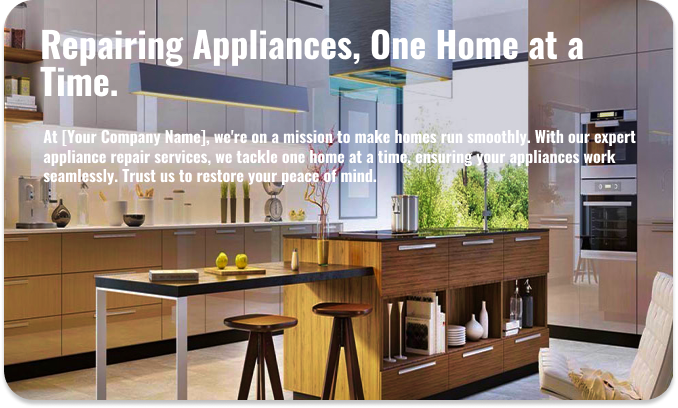 Repairing Appliances, One Home at a
Time.
At [Your Company Name], we're on a mission to make homes run smoothly. With our expert
appliance repair services, we tackle one home at a time, ensuring your appliances work
seamlessly. Trust us to restore your peace of mind.